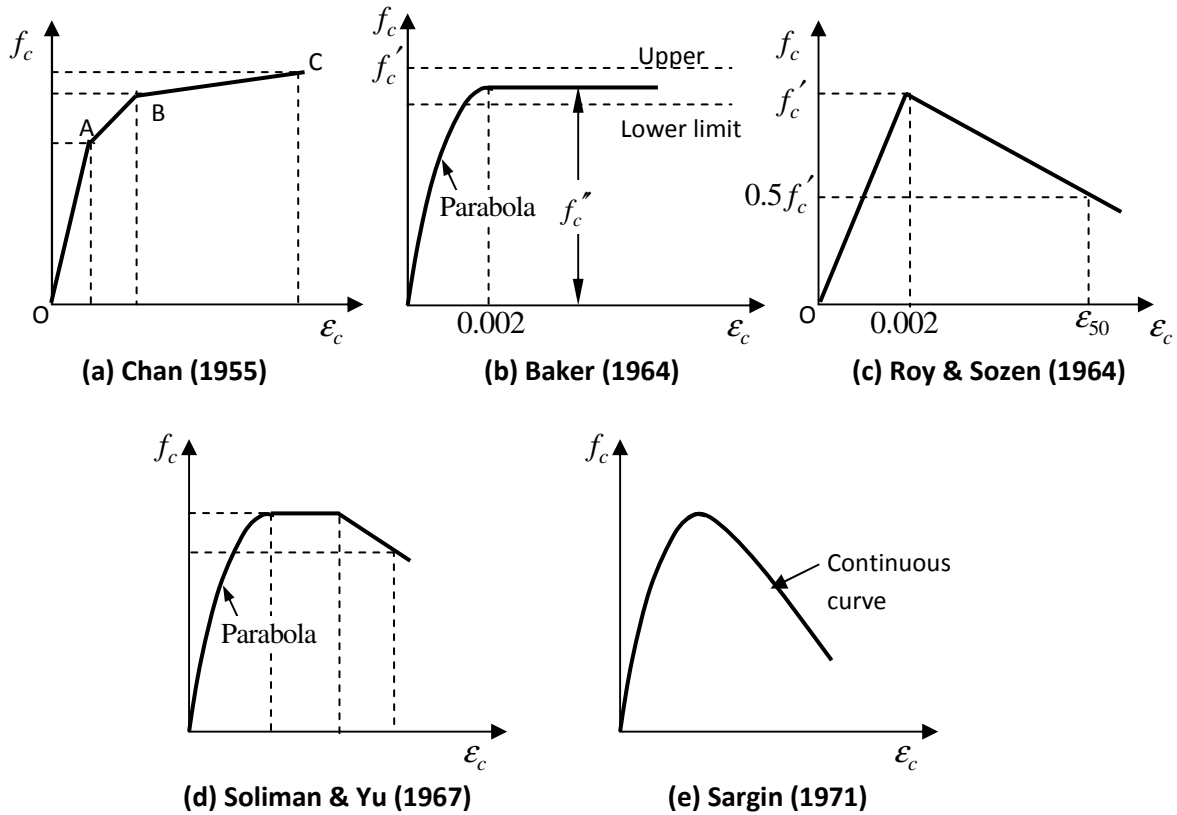 f_c
C
A
B
O
ε_c
(a) Chan (1955)
f_c
Upper
f_c′
Lower limit
Parabola
f_c″
0.002
ε_c
(b) Baker (1964)
f_c
f_c′
0.5 f_c′
O
0.002
ε_50
ε_c
(c) Roy & Sozen (1964)
f_c
Parabola
ε_c
(d) Soliman & Yu (1967)
f_c
Continuous
curve
ε_c
(e) Sargin (1971)